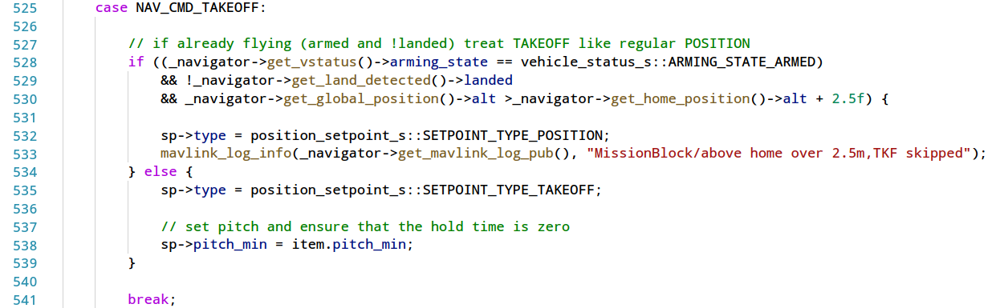 525 case NAV_CMD_TAKEOFF:
526
527 // if already flying (armed and !landed) treat TAKEOFF like regular POSITION
528 if ((_navigator->get_vstatus()->arming_state == vehicle_status_s::ARMING_STATE_ARMED)
529 && !_navigator->get_land_detected()->landed
530 && _navigator->get_global_position()->alt >_navigator->get_home_position()->alt + 2.5f) {
531
532 sp->type = position_setpoint_s::SETPOINT_TYPE_POSITION;
533 mavlink_log_info(_navigator->get_mavlink_log_pub(), "MissionBlock/above home over 2.5m,TKF skipped");
534 } else {
535 sp->type = position_setpoint_s::SETPOINT_TYPE_TAKEOFF;
536
537 // set pitch and ensure that the hold time is zero
538 sp->pitch_min = item.pitch_min;
539 }
540
541 break;